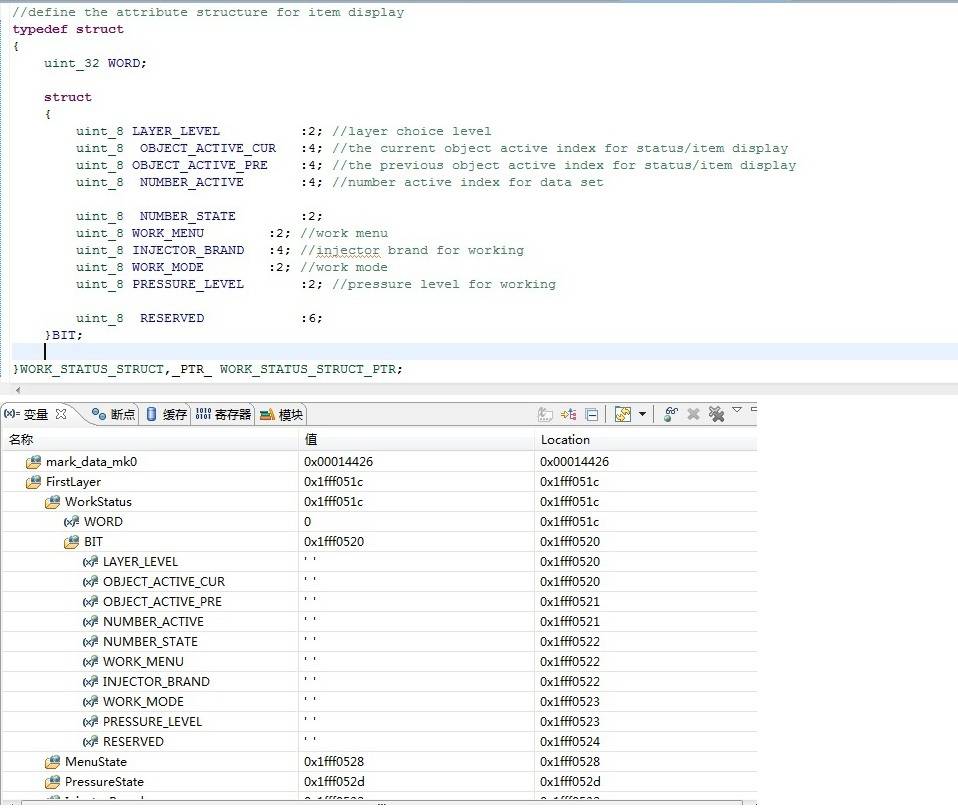 //define the attribute structure for item display
typedef struct
{
uint_32 WORD;
struct
{
uint_8 LAYER_LEVEL :2; //layer choice level
uint_8 OBJECT_ACTIVE_CUR :4; //the current object active index for status/item display
uint_8 OBJECT_ACTIVE_PRE :4; //the previous object active index for status/item display
uint_8 NUMBER_ACTIVE :4; //number active index for data set
uint_8 NUMBER_STATE :2;
uint_8 WORK_MENU :2; //work menu
uint_8 INJECTOR_BRAND :4; //injector brand for working
uint_8 WORK_MODE :2; //work mode
uint_8 PRESSURE_LEVEL :2; //pressure level for working
uint_8 RESERVED :6;
}BIT;
}WORK_STATUS_STRUCT,_PTR_ WORK_STATUS_STRUCT_PTR;
(x)= 变量 断点 缓存 1010 0101 寄存器 模块
名称 值 Location
mark_data_mk0 0x00014426 0x00014426
FirstLayer 0x1fff051c 0x1fff051c
WorkStatus 0x1fff051c 0x1fff051c
WORD 0 0x1fff051c
BIT 0x1fff0520 0x1fff0520
LAYER_LEVEL ' ' 0x1fff0520
OBJECT_ACTIVE_CUR ' ' 0x1fff0520
OBJECT_ACTIVE_PRE ' ' 0x1fff0521
NUMBER_ACTIVE ' ' 0x1fff0521
NUMBER_STATE ' ' 0x1fff0522
WORK_MENU ' ' 0x1fff0522
INJECTOR_BRAND ' ' 0x1fff0522
WORK_MODE ' ' 0x1fff0523
PRESSURE_LEVEL ' ' 0x1fff0523
RESERVED ' ' 0x1fff0524
MenuState 0x1fff0528 0x1fff0528
PressureState 0x1fff052d 0x1fff052d